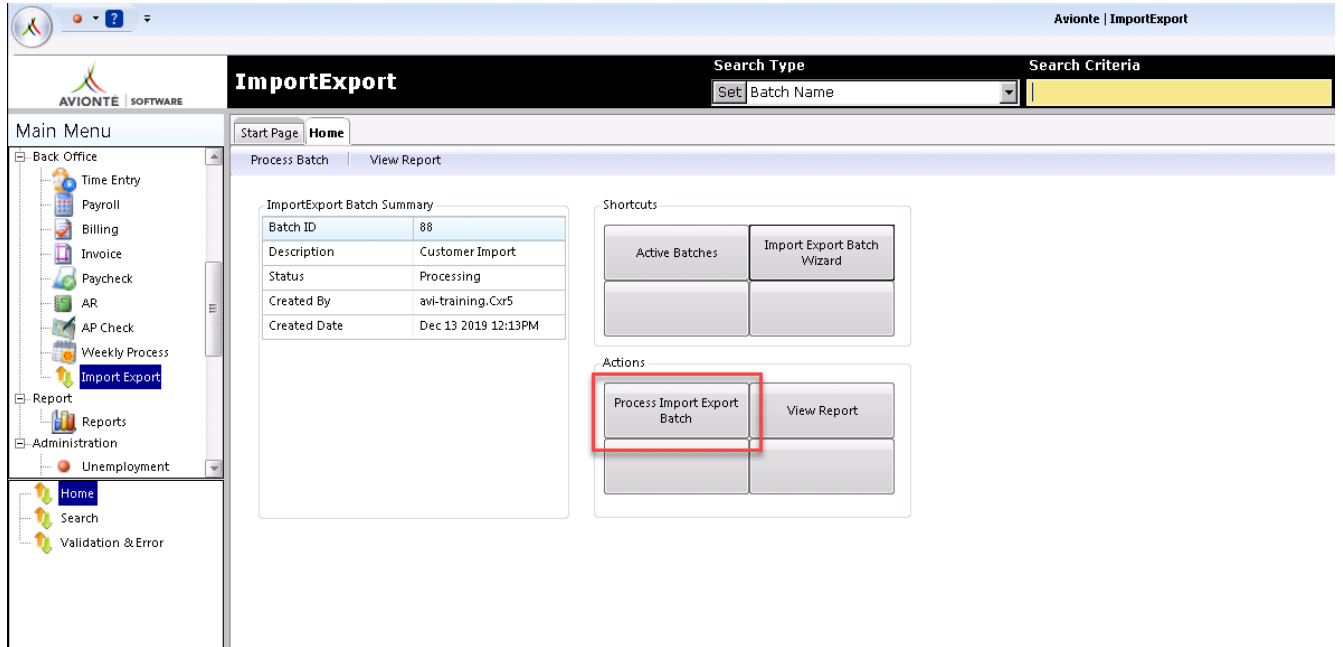 ?
Avionte | ImportExport
AVIONTĒ SOFTWARE
ImportExport
Search Type
Search Criteria
Set Batch Name
Main Menu
Start Page Home
Process Batch View Report
Back Office
Time Entry
Payroll
Billing
Invoice
Paycheck
AR
AP Check
Weekly Process
Import Export
Report
Reports
Administration
Unemployment
Home
Search
Validation & Error
ImportExport Batch Summary
Batch ID 88
Description Customer Import
Status Processing
Created By avi-training.Cxr5
Created Date Dec 13 2019 12:13PM
Shortcuts
Active Batches
Import Export Batch
Wizard
Actions
Process Import Export
Batch
View Report